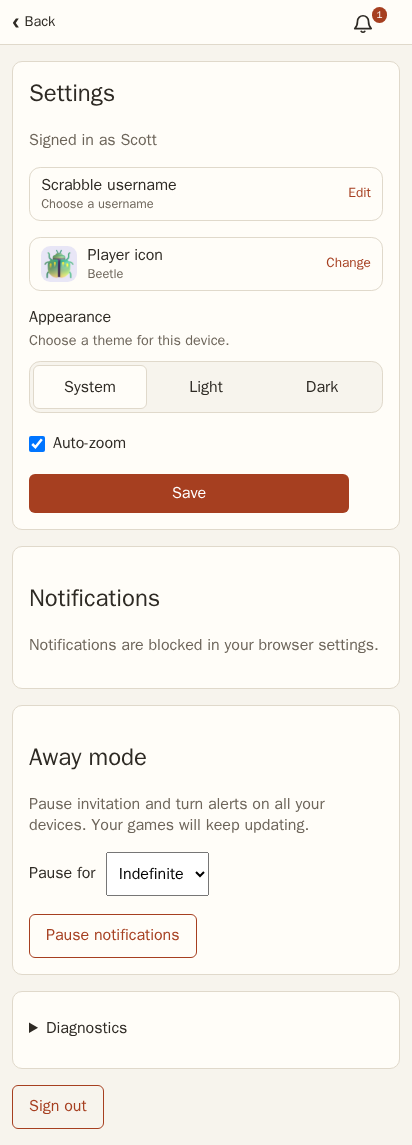 ‹ Back
1
Settings
Signed in as Scott
Scrabble username
Choose a username
Edit
Player icon
Beetle
Change
Appearance
Choose a theme for this device.
System
Light
Dark
Auto-zoom
Save
Notifications
Notifications are blocked in your browser settings.
Away mode
Pause invitation and turn alerts on all your
devices. Your games will keep updating.
Pause for
Indefinite
Pause notifications
Diagnostics
Sign out